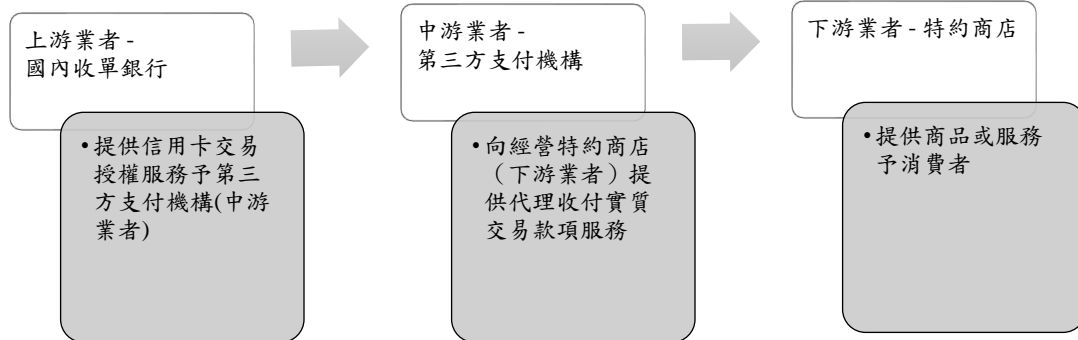 上游業者-
國內收單銀行
•提供信用卡交易
授權服務予第三
方支付機構(中游
業者)
中游業者-
第三方支付機構
•向經營特約商店
（下游業者）提
供代理收付實質
交易款項服務
下游業者-特約商店
•提供商品或服務
予消費者